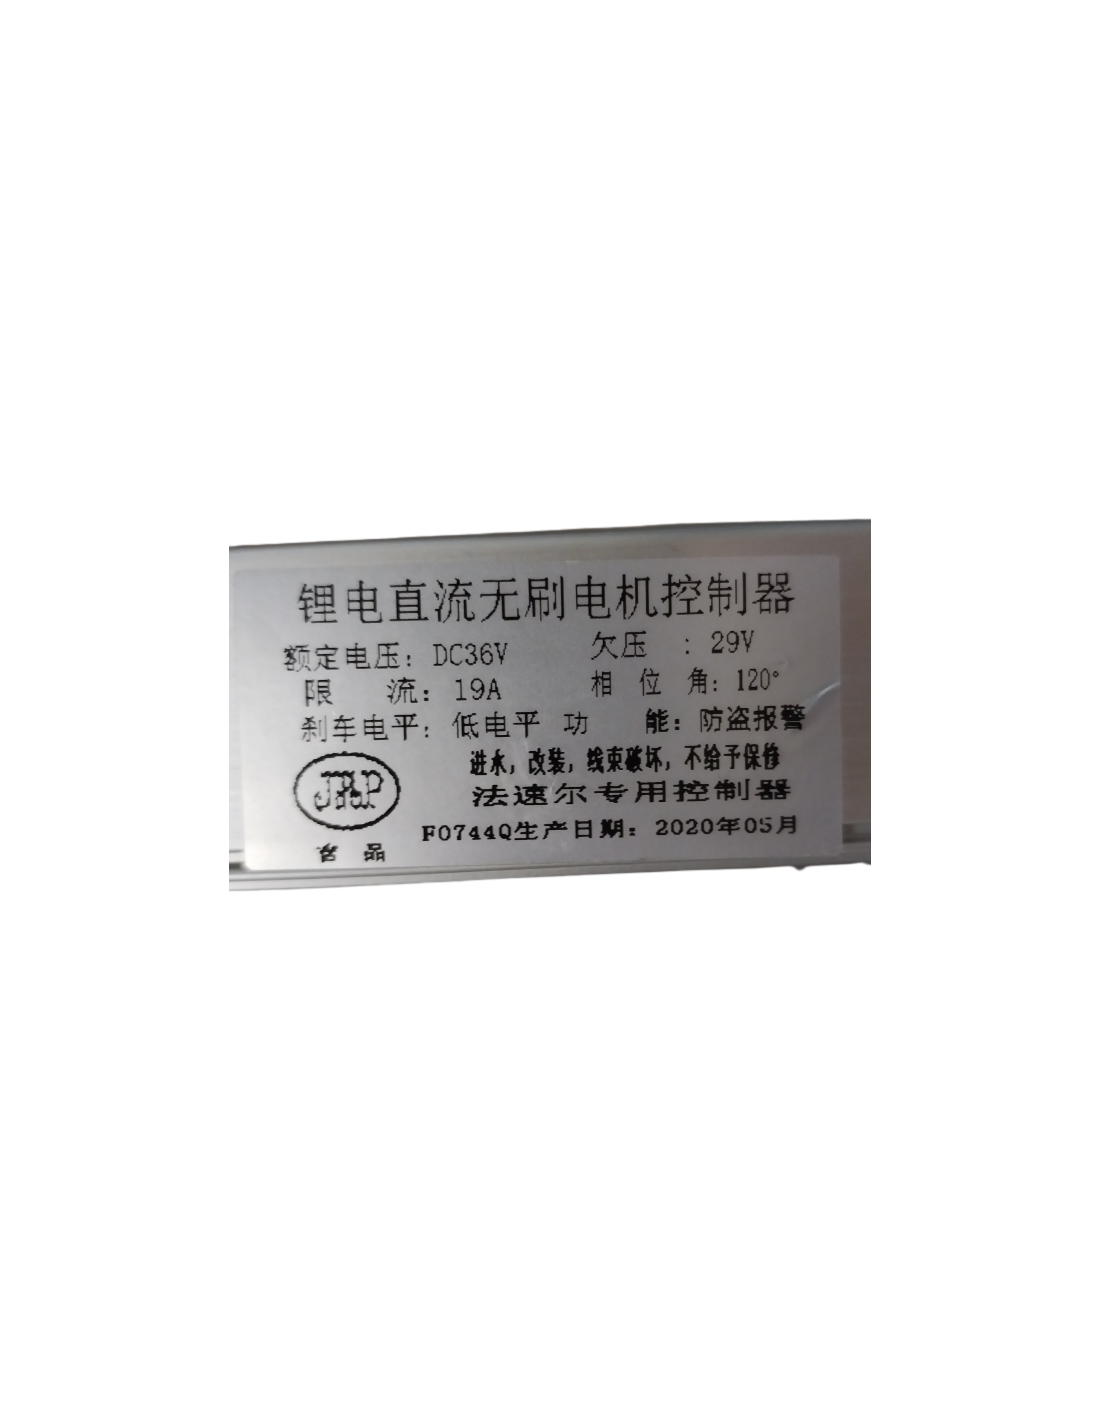 锂电直流无刷电机控制器
额定电压：DC36V 欠压 ：29V
限 流：19A 相 位 角：120°
刹车电平：低电平 功 能：防盗报警
进水，改装，线束破坏，不给予保修
法速尔专用控制器
F0744Q生产日期：2020年05月
品